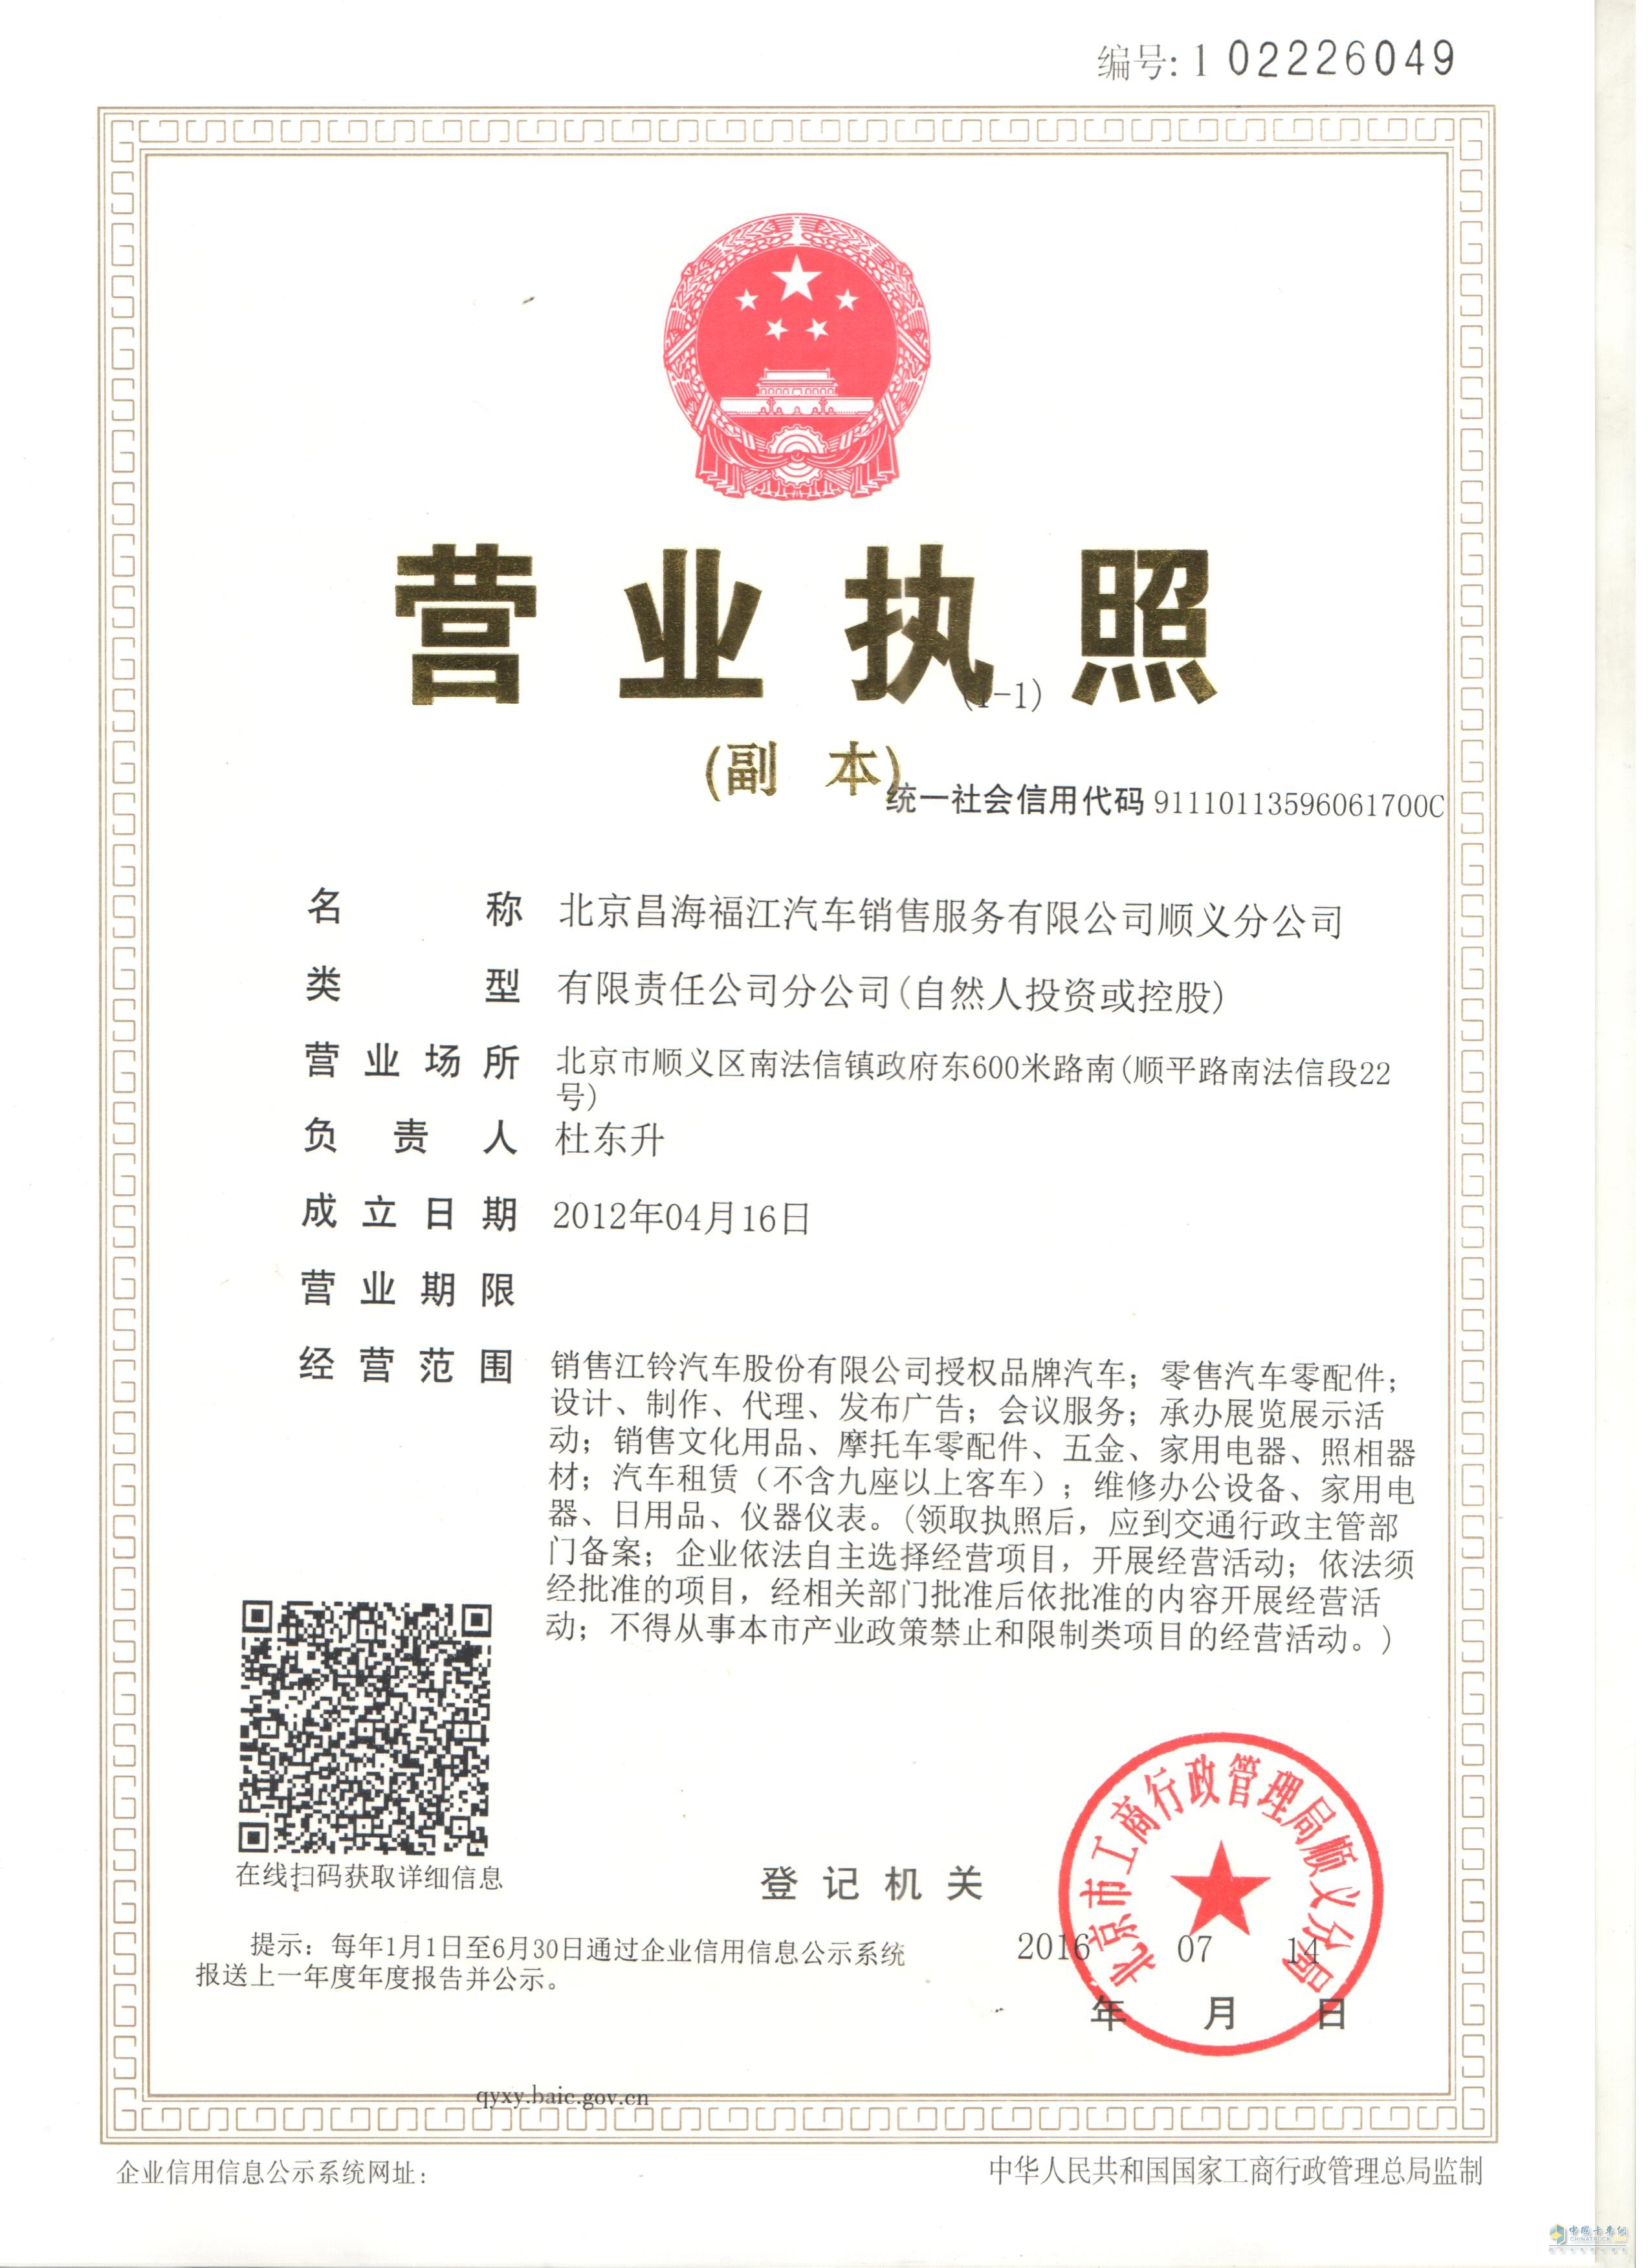 编号: 1 02226049
营业执照
(1-1)
(副 本)
统一社会信用代码 91110113596061700C
名 称 北京昌海福江汽车销售服务有限公司顺义分公司
类 型 有限责任公司分公司(自然人投资或控股)
营业场所 北京市顺义区南法信镇政府东600米路南(顺平路南法信段22
号)
负 责 人 杜东升
成立日期 2012年04月16日
营业期限
经营范围 销售江铃汽车股份有限公司授权品牌汽车；零售汽车零配件；
设计、制作、代理、发布广告；会议服务；承办展览展示活
动；销售文化用品、摩托车零配件、五金、家用电器、照相器
材；汽车租赁（不含九座以上客车）；维修办公设备、家用电
器、日用品、仪器仪表。(领取执照后，应到交通行政主管部
门备案；企业依法自主选择经营项目，开展经营活动；依法须
经批准的项目，经相关部门批准后依批准的内容开展经营活
动；不得从事本市产业政策禁止和限制类项目的经营活动。)
在线扫码获取详细信息
登记机关
北京市工商行政管理局顺义分局
提示：每年1月1日至6月30日通过企业信用信息公示系统
报送上一年度年度报告并公示。
2016 07 14
年 月 日
qyxy.baic.gov.cn
企业信用信息公示系统网址：
中华人民共和国国家工商行政管理总局监制
中国卡车网
CHINATRUCK